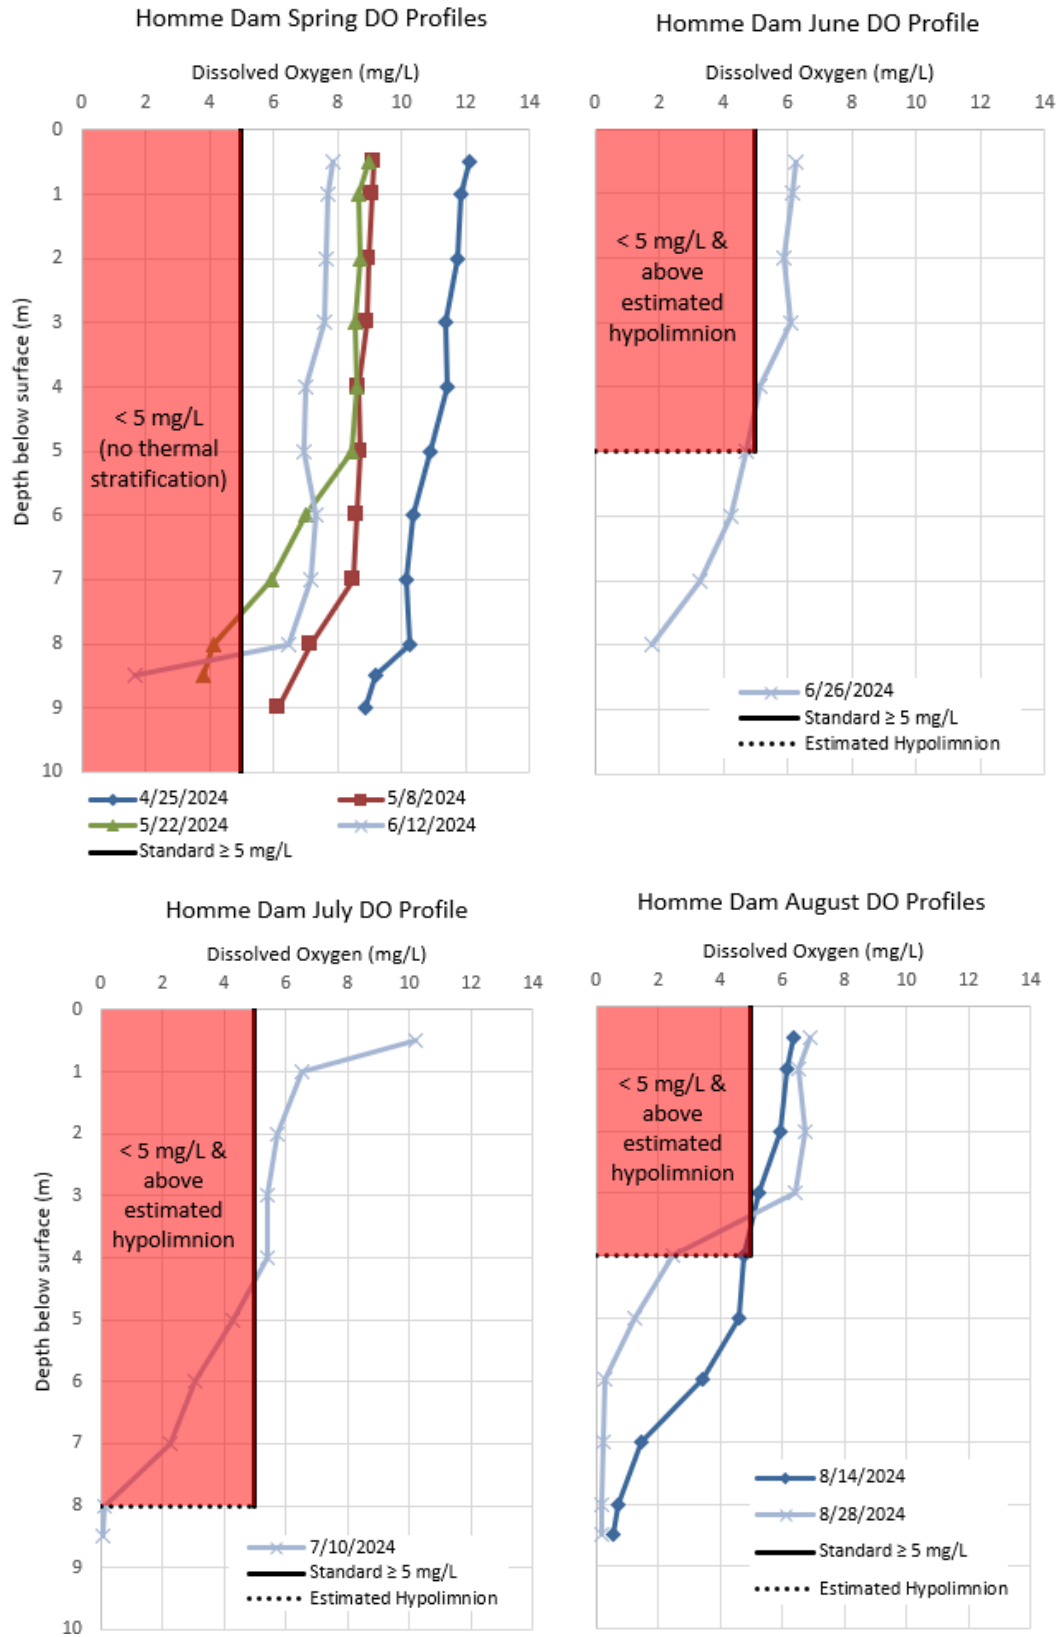 Homme Dam Spring DO Profiles
Dissolved Oxygen (mg/L)
0 2 4 6 8 10 12 14
0
1
2
3
4
5
6
7
8
9
10
Depth below surface (m)
< 5 mg/L
(no thermal
stratification)
4/25/2024 5/8/2024
5/22/2024 6/12/2024
Standard ≥ 5 mg/L
Homme Dam June DO Profile
Dissolved Oxygen (mg/L)
0 2 4 6 8 10 12 14
< 5 mg/L &
above
estimated
hypolimnion
6/26/2024
Standard ≥ 5 mg/L
Estimated Hypolimnion
Homme Dam July DO Profile
Dissolved Oxygen (mg/L)
0 2 4 6 8 10 12 14
0
1
2
3
4
5
6
7
8
9
10
Depth below surface (m)
< 5 mg/L &
above
estimated
hypolimnion
7/10/2024
Standard ≥ 5 mg/L
Estimated Hypolimnion
Homme Dam August DO Profiles
Dissolved Oxygen (mg/L)
0 2 4 6 8 10 12 14
< 5 mg/L &
above
estimated
hypolimnion
8/14/2024
8/28/2024
Standard ≥ 5 mg/L
Estimated Hypolimnion